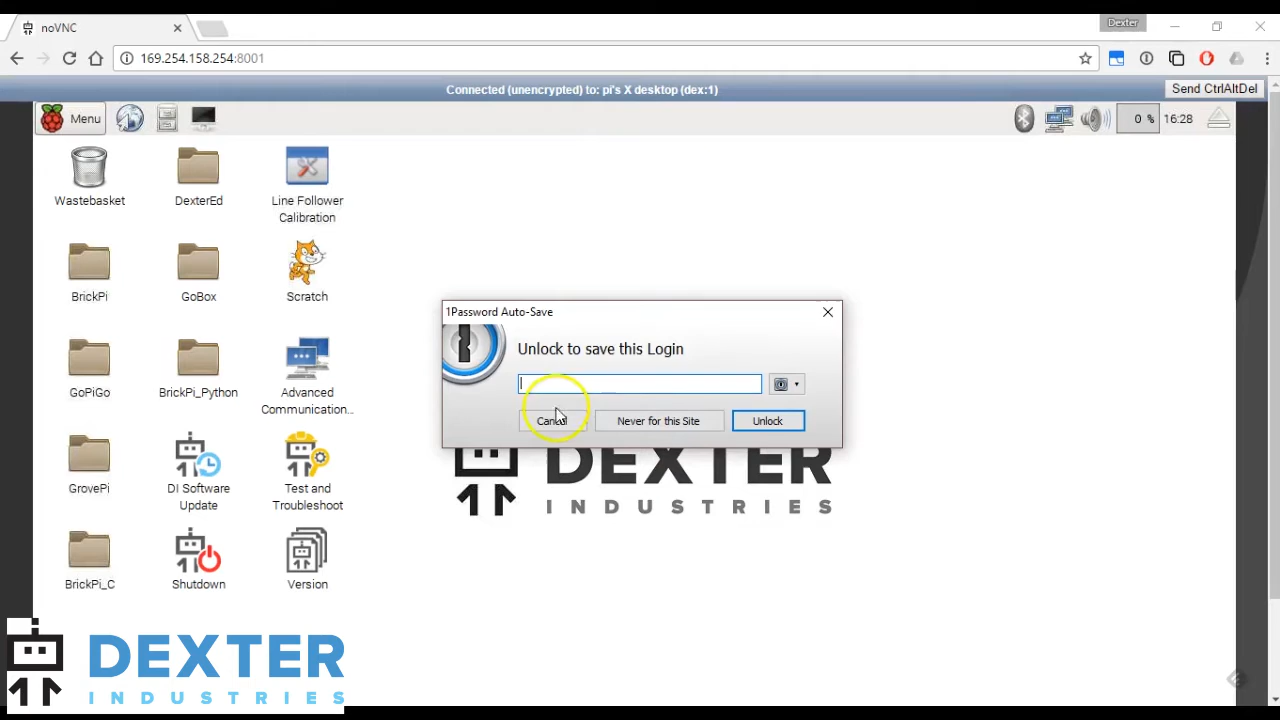 noVNC
Dexter
169.254.158.254:8001
Connected (unencrypted) to: pi's X desktop (dex:1)
Send CtrlAltDel
Menu
0 %
16:28
Wastebasket
DexterEd
Line Follower
Calibration
BrickPi
GoBox
Scratch
1Password Auto-Save
Unlock to save this Login
Cancel
Never for this Site
Unlock
GoPiGo
BrickPi_Python
Advanced
Communication...
GrovePi
DI Software
Update
Test and
Troubleshoot
DEXTER
INDUSTRIES
BrickPi_C
Shutdown
Version
DEXTER
INDUSTRIES